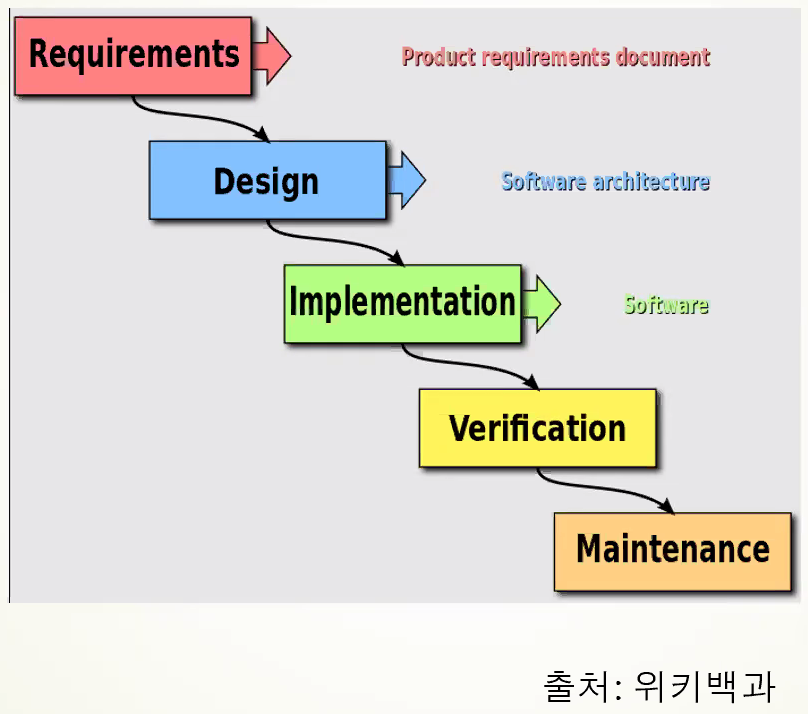 Requirements
Product requirements document
Design
Software architecture
Implementation
Software
Verification
Maintenance
출처: 위키백과